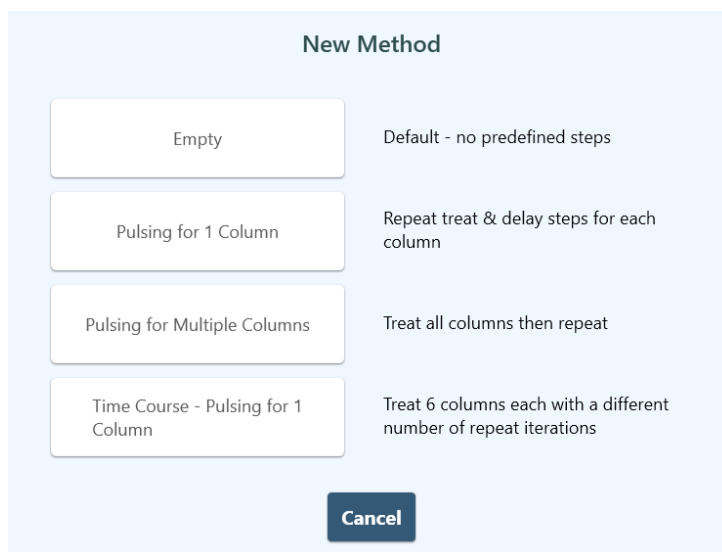 New Method
Empty
Default - no predefined steps
Pulsing for 1 Column
Repeat treat & delay steps for each
column
Pulsing for Multiple Columns
Treat all columns then repeat
Time Course - Pulsing for 1
Column
Treat 6 columns each with a different
number of repeat iterations
Cancel